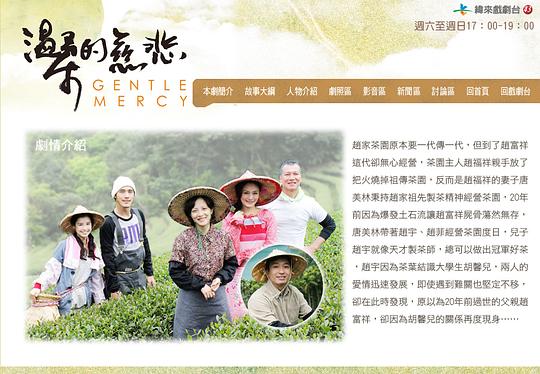 緯來戲劇台
週六至週日17：00-19：00
溫柔的慈悲
GENTLE
MERCY
本劇簡介 故事大綱 人物介紹 劇照區 影音區 新聞區 討論區 回首頁 回戲劇台
劇情介紹
趙家茶園原本要一代傳一代，但到了趙富祥
這代卻無心經營，茶園主人趙福祥親手放了
把火燒掉祖傳茶園，反而是趙福祥的妻子唐
美林秉持趙家祖先製茶精神經營茶園，20年
前因為爆發土石流讓趙富祥屍骨蕩然無存，
唐美林帶著趙宇、趙非經營茶園度日，兒子
趙宇就像天才製茶師，總可以做出冠軍好茶
，趙宇因為茶葉結識大學生胡馨兒，兩人的
愛情迅速發展，即使遇到難關也堅定不移，
卻在此時發現，原以為20年前過世的父親趙
富祥，卻因為胡馨兒的關係再度現身……